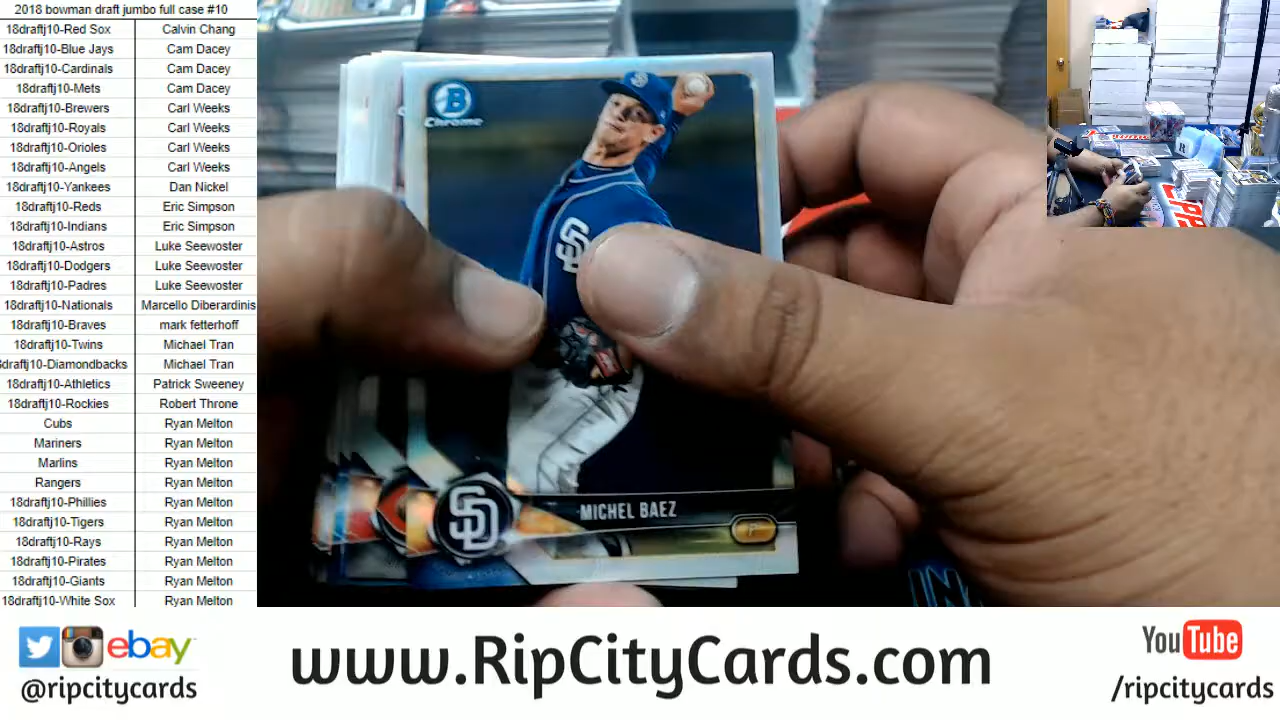 2018 bowman draft jumbo full case #10
18draftj10-Red Sox Calvin Chang
18draftj10-Blue Jays Cam Dacey
18draftj10-Cardinals Cam Dacey
18draftj10-Mets Cam Dacey
18draftj10-Brewers Carl Weeks
18draftj10-Royals Carl Weeks
18draftj10-Orioles Carl Weeks
18draftj10-Angels Carl Weeks
18draftj10-Yankees Dan Nickel
18draftj10-Reds Eric Simpson
18draftj10-Indians Eric Simpson
18draftj10-Astros Luke Seewoster
18draftj10-Dodgers Luke Seewoster
18draftj10-Padres Luke Seewoster
18draftj10-Nationals Marcello Diberardinis
18draftj10-Braves mark fetterhoff
18draftj10-Twins Michael Tran
draftj10-Diamondbacks Michael Tran
18draftj10-Athletics Patrick Sweeney
18draftj10-Rockies Robert Throne
Cubs Ryan Melton
Mariners Ryan Melton
Marlins Ryan Melton
Rangers Ryan Melton
18draftj10-Phillies Ryan Melton
18draftj10-Tigers Ryan Melton
18draftj10-Rays Ryan Melton
18draftj10-Pirates Ryan Melton
18draftj10-Giants Ryan Melton
18draftj10-White Sox Ryan Melton
B
Chrome
SD
SD
MICHEL BAEZ
P
ebay
@ripcitycards
www.RipCityCards.com
YouTube
/ripcitycards